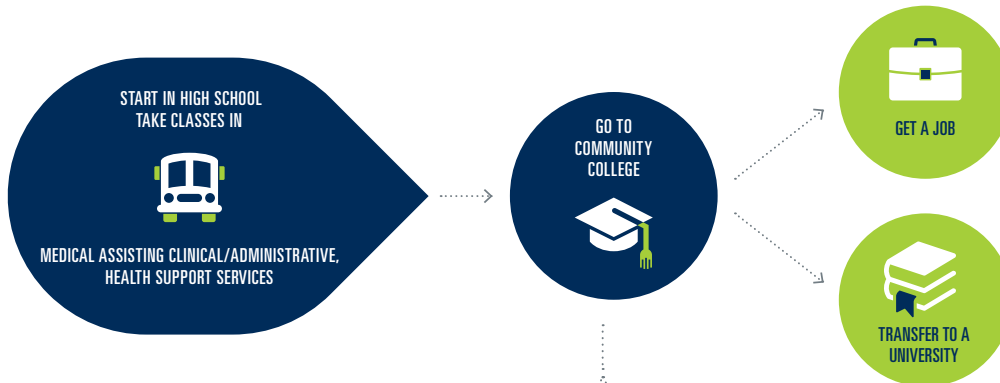 START IN HIGH SCHOOL
TAKE CLASSES IN
MEDICAL ASSISTING CLINICAL/ADMINISTRATIVE,
HEALTH SUPPORT SERVICES
GO TO
COMMUNITY
COLLEGE
GET A JOB
TRANSFER TO A
UNIVERSITY